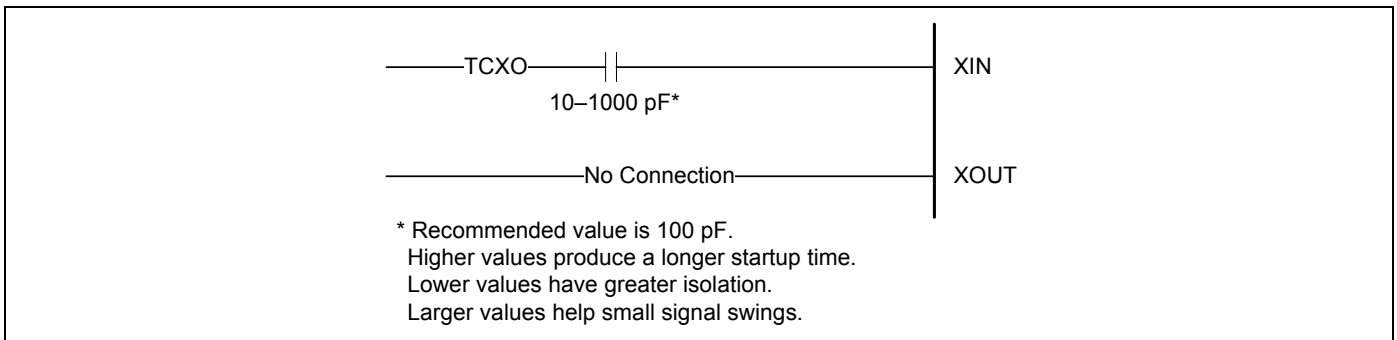 TCXO XIN
10–1000 pF*
No Connection XOUT
* Recommended value is 100 pF.
Higher values produce a longer startup time.
Lower values have greater isolation.
Larger values help small signal swings.